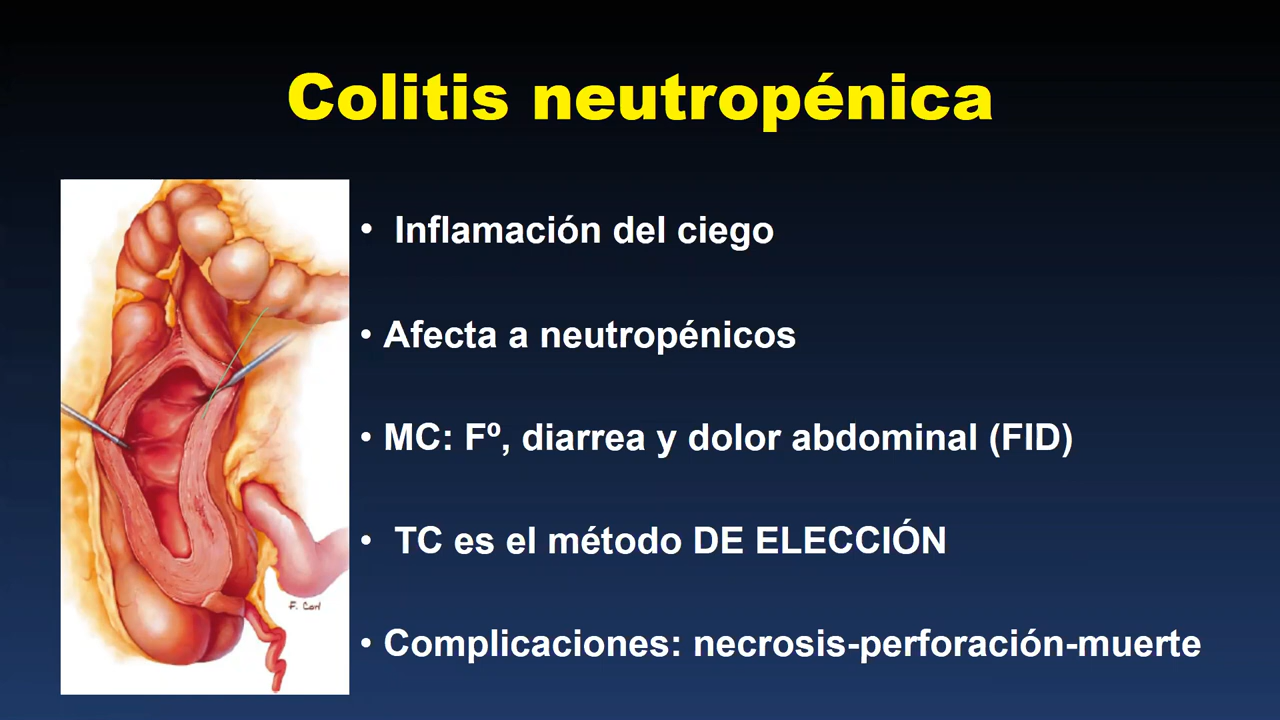 Colitis neutropénica
• Inflamación del ciego
• Afecta a neutropénicos
• MC: Fº, diarrea y dolor abdominal (FID)
• TC es el método DE ELECCIÓN
• Complicaciones: necrosis-perforación-muerte